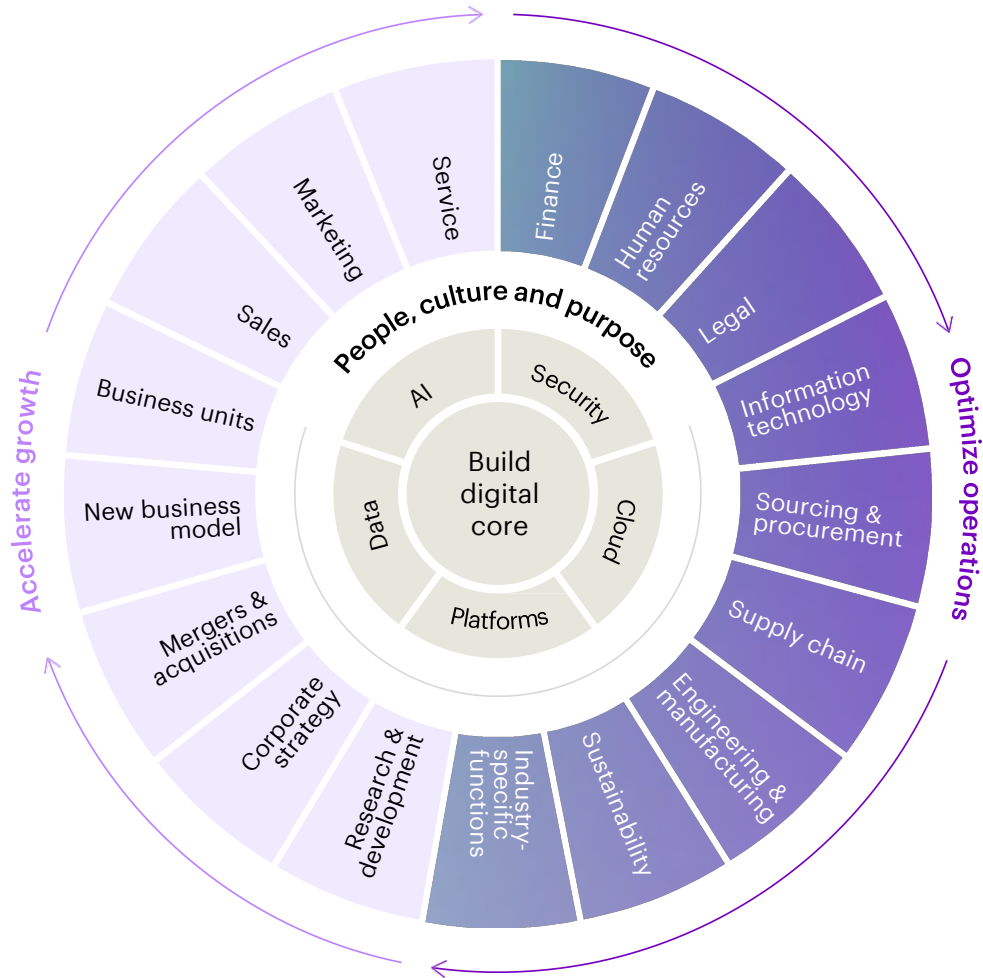 Finance
Human
resources
Legal
Information
technology
Sourcing &
procurement
Supply chain
Engineering &
manufacturing
Sustainability
Industry-
specific
functions
Research &
development
Corporate
strategy
Mergers &
acquisitions
New business
model
Business units
Sales
Marketing
Service
Optimize operations
Accelerate growth
People, culture and purpose
Security
Cloud
Platforms
Data
AI
Build
digital
core